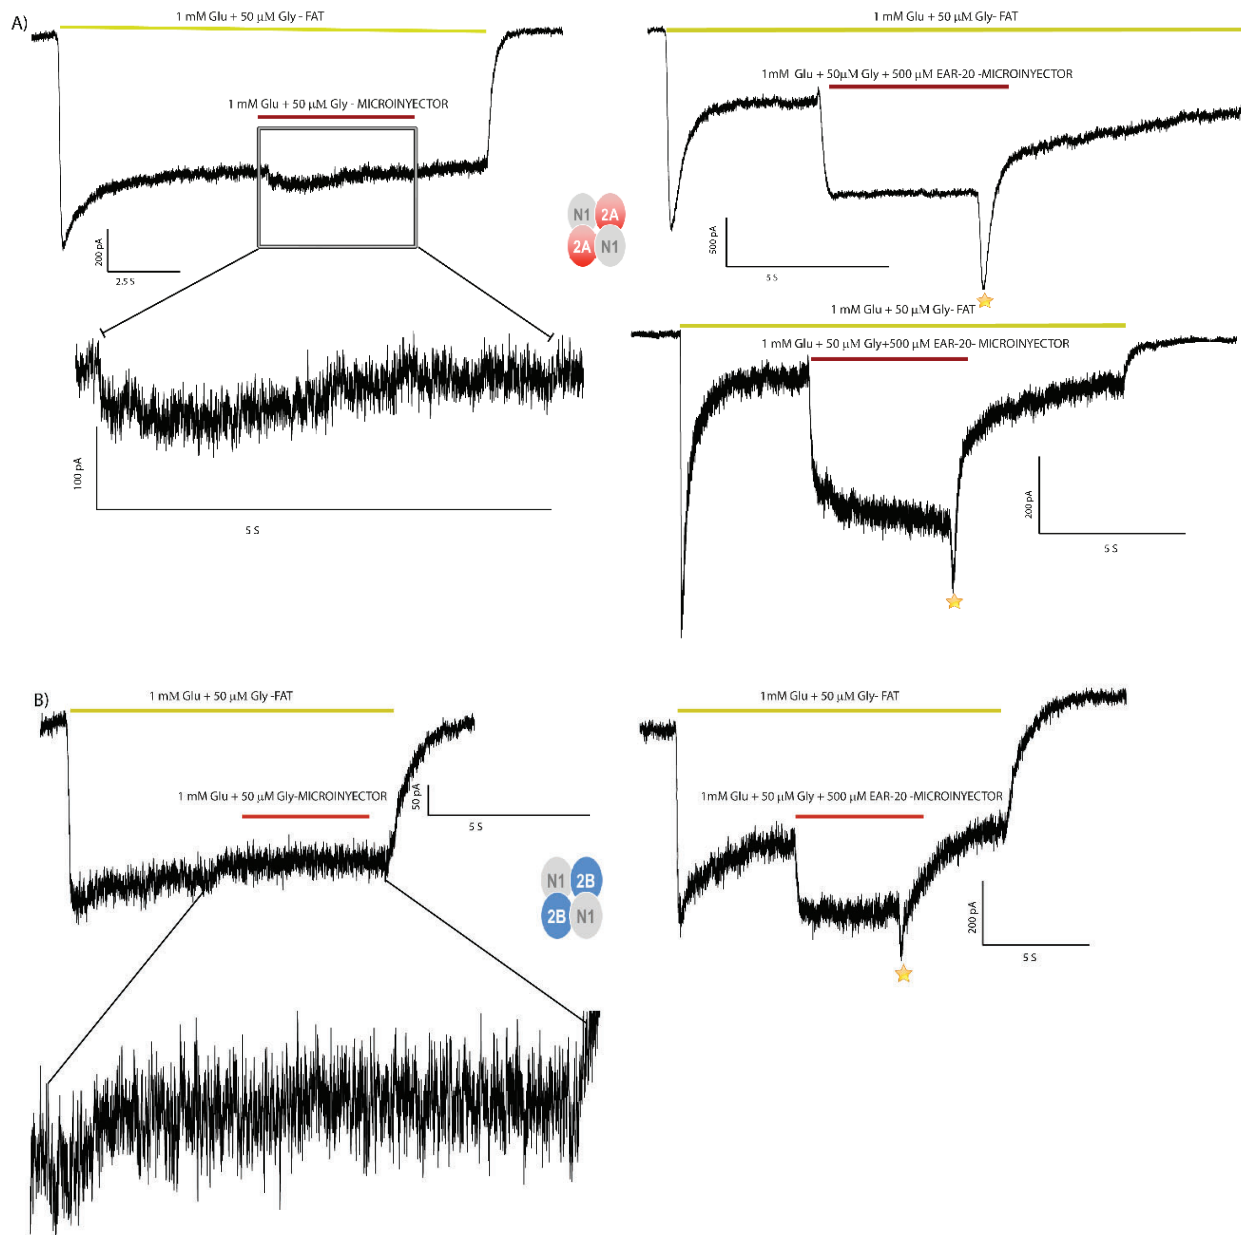 A)
1 mM Glu + 50 µM Gly - FAT
1 mM Glu + 50 µM Gly - MICROINYECTOR
200 pA
2.5 S
100 pA
5 S
N1 2A
2A N1
1 mM Glu + 50 µM Gly- FAT
1mM Glu + 50µM Gly + 500 µM EAR-20 -MICROINYECTOR
500 pA
5 S
1 mM Glu + 50 µM Gly- FAT
1 mM Glu + 50 µM Gly+500 µM EAR-20- MICROINYECTOR
200 pA
5 S
B)
1 mM Glu + 50 µM Gly -FAT
1 mM Glu + 50 µM Gly-MICROINYECTOR
50 pA
5 S
N1 2B
2B N1
1mM Glu + 50 µM Gly- FAT
1mM Glu + 50 µM Gly + 500 µM EAR-20 -MICROINYECTOR
200 pA
5 S